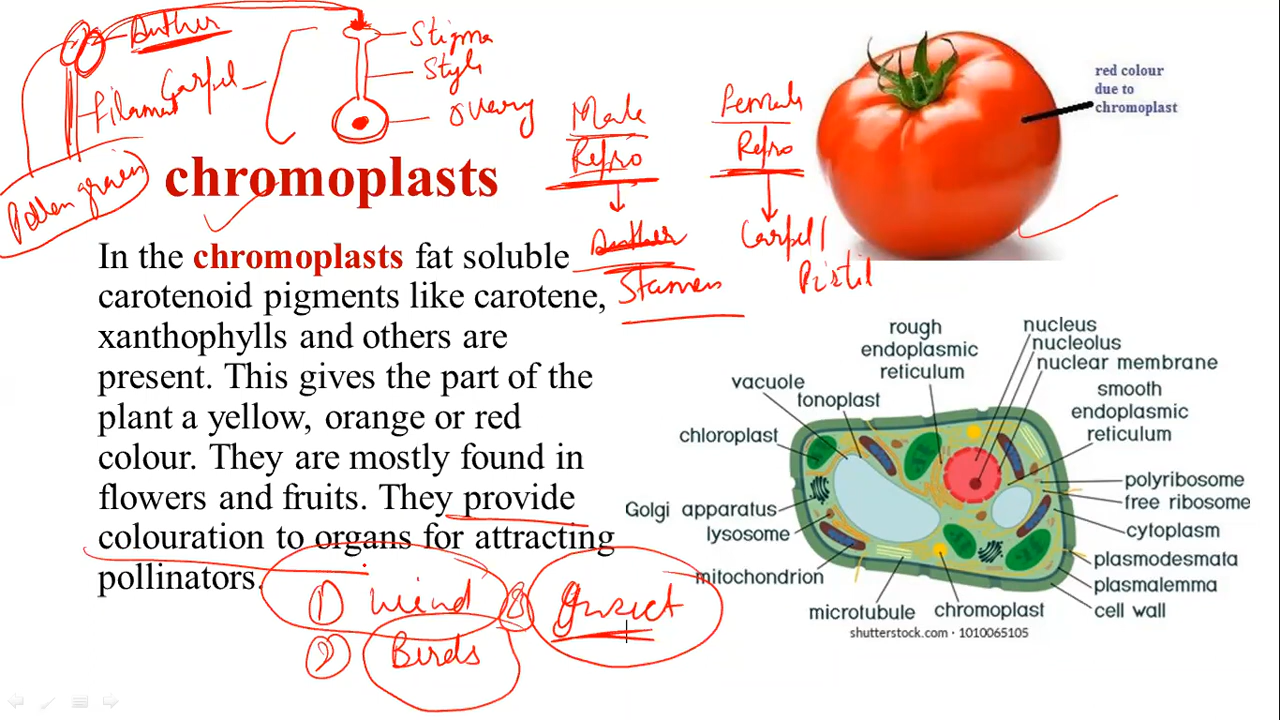 Anther
Filament
Carpel
Stigma
Style
Ovary
Pollen grains
Male
Repro
Anther
Stamen
Female
Repro
Carpel/
Pistil
red colour
due to
chromoplast
chromoplasts
In the chromoplasts fat soluble
carotenoid pigments like carotene,
xanthophylls and others are
present. This gives the part of the
plant a yellow, orange or red
colour. They are mostly found in
flowers and fruits. They provide
colouration to organs for attracting
pollinators.
① wind
② Birds
③ Insect
rough
endoplasmic
reticulum
vacuole
tonoplast
chloroplast
Golgi apparatus
lysosome
mitochondrion
microtubule
chromoplast
nucleus
nucleolus
nuclear membrane
smooth
endoplasmic
reticulum
polyribosome
free ribosome
cytoplasm
plasmodesmata
plasmalemma
cell wall
shutterstock.com · 1010065105